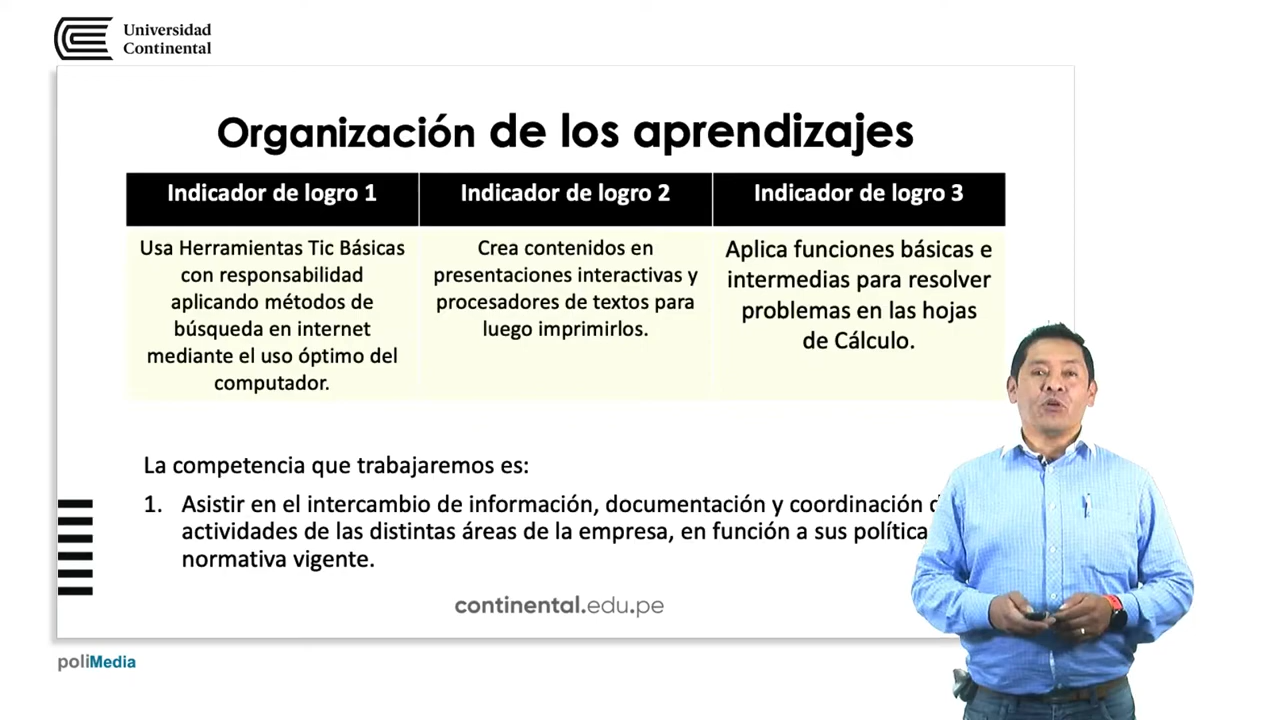 Universidad
Continental
Organización de los aprendizajes
Indicador de logro 1
Usa Herramientas Tic Básicas
con responsabilidad
aplicando métodos de
búsqueda en internet
mediante el uso óptimo del
computador.
Indicador de logro 2
Crea contenidos en
presentaciones interactivas y
procesadores de textos para
luego imprimirlos.
Indicador de logro 3
Aplica funciones básicas e
intermedias para resolver
problemas en las hojas
de Cálculo.
La competencia que trabajaremos es:
1. Asistir en el intercambio de información, documentación y coordinación
actividades de las distintas áreas de la empresa, en función a sus política
normativa vigente.
continental.edu.pe
poliMedia